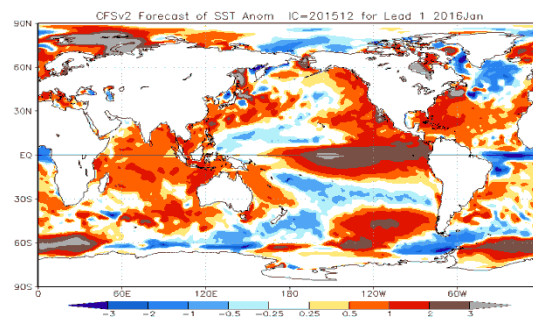 CFSv2 Forecast of SST Anom IC=201512 for Lead 1 2016Jan
90N
60N
30N
EQ
30S
60S
90S
0 60E 120E 180 120W 60W 0
-3 -2 -1 -0.5 -0.25 0.25 0.5 1 2 3